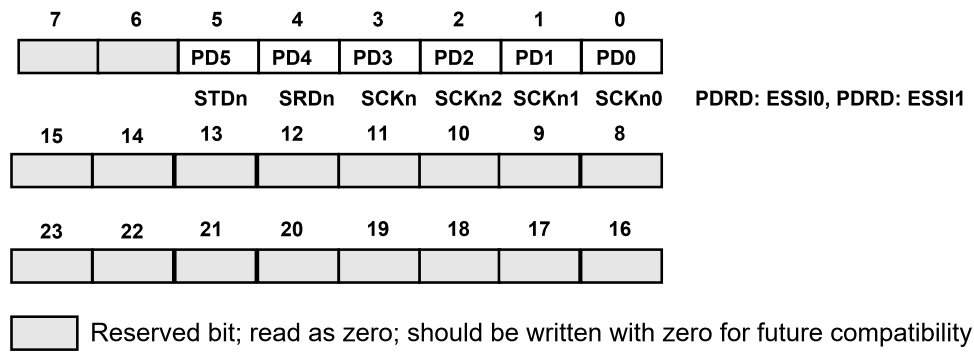 7 6 5 4 3 2 1 0
PD5 PD4 PD3 PD2 PD1 PD0
STDn SRDn SCKn SCKn2 SCKn1 SCKn0 PDRD: ESSI0, PDRD: ESSI1
15 14 13 12 11 10 9 8
23 22 21 20 19 18 17 16
Reserved bit; read as zero; should be written with zero for future compatibility